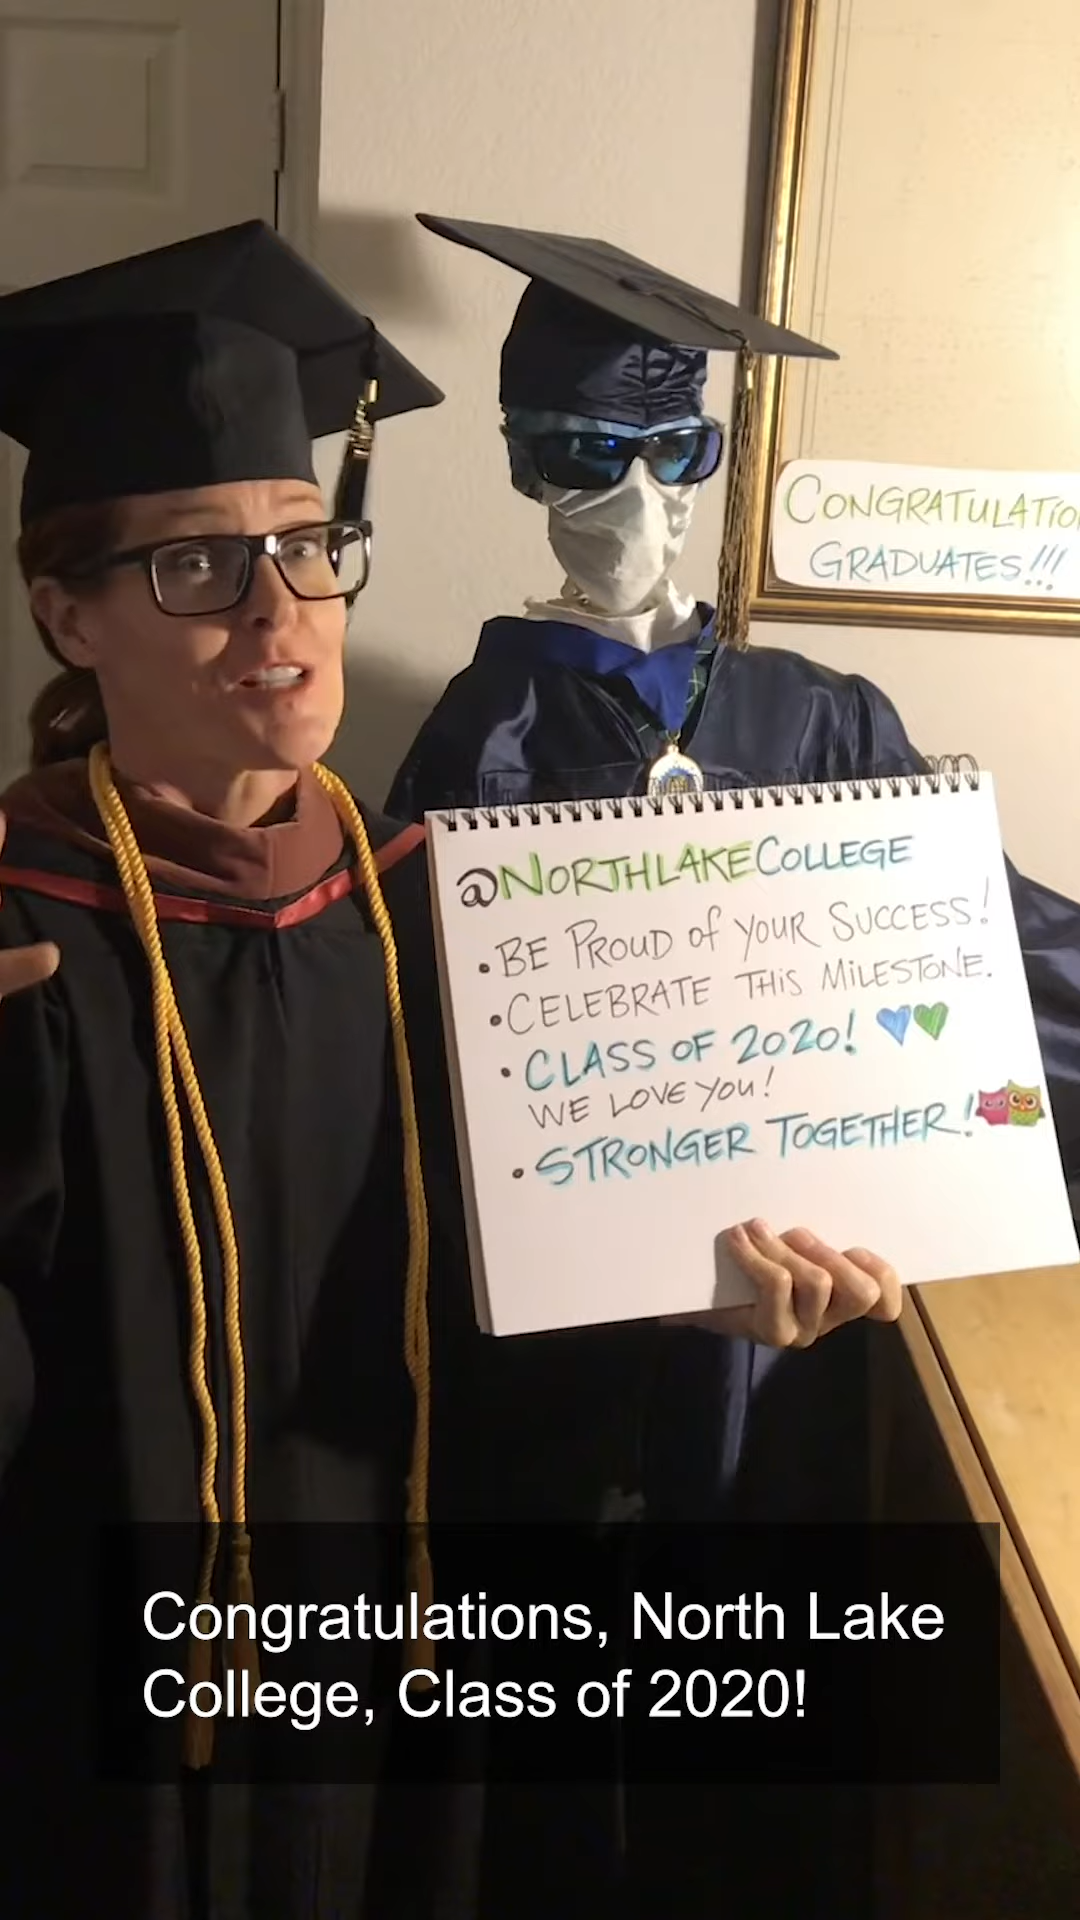 CONGRATULATIO
GRADUATES!!!
@NORTHLAKECOLLEGE
• BE PROUD of YOUR SUCCESS!
• CELEBRATE THIS MILESTONE.
• CLASS OF 2020!
WE LOVE YOU!
• STRONGER TOGETHER!
Congratulations, North Lake
College, Class of 2020!